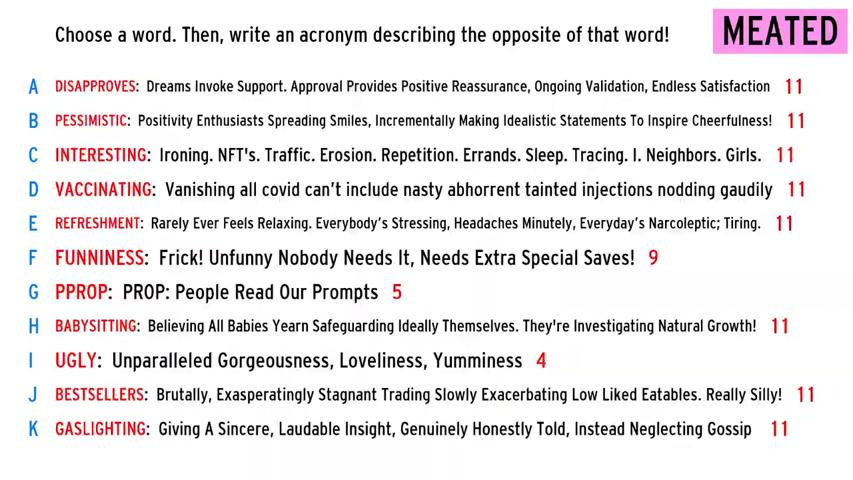 Choose a word. Then, write an acronym describing the opposite of that word!
MEATED
A DISAPPROVES: Dreams Invoke Support. Approval Provides Positive Reassurance, Ongoing Validation, Endless Satisfaction 11
B PESSIMISTIC: Positivity Enthusiasts Spreading Smiles, Incrementally Making Idealistic Statements To Inspire Cheerfulness! 11
C INTERESTING: Ironing. NFT's. Traffic. Erosion. Repetition. Errands. Sleep. Tracing. I. Neighbors. Girls. 11
D VACCINATING: Vanishing all covid can't include nasty abhorrent tainted injections nodding gaudily 11
E REFRESHMENT: Rarely Ever Feels Relaxing. Everybody's Stressing, Headaches Minutely, Everyday's Narcoleptic; Tiring. 11
F FUNNINESS: Frick! Unfunny Nobody Needs It, Needs Extra Special Saves! 9
G PPROP: PROP: People Read Our Prompts 5
H BABYSITTING: Believing All Babies Yearn Safeguarding Ideally Themselves. They're Investigating Natural Growth! 11
I UGLY: Unparalleled Gorgeousness, Loveliness, Yumminess 4
J BESTSELLERS: Brutally, Exasperatingly Stagnant Trading Slowly Exacerbating Low Liked Eatables. Really Silly! 11
K GASLIGHTING: Giving A Sincere, Laudable Insight, Genuinely Honestly Told, Instead Neglecting Gossip 11